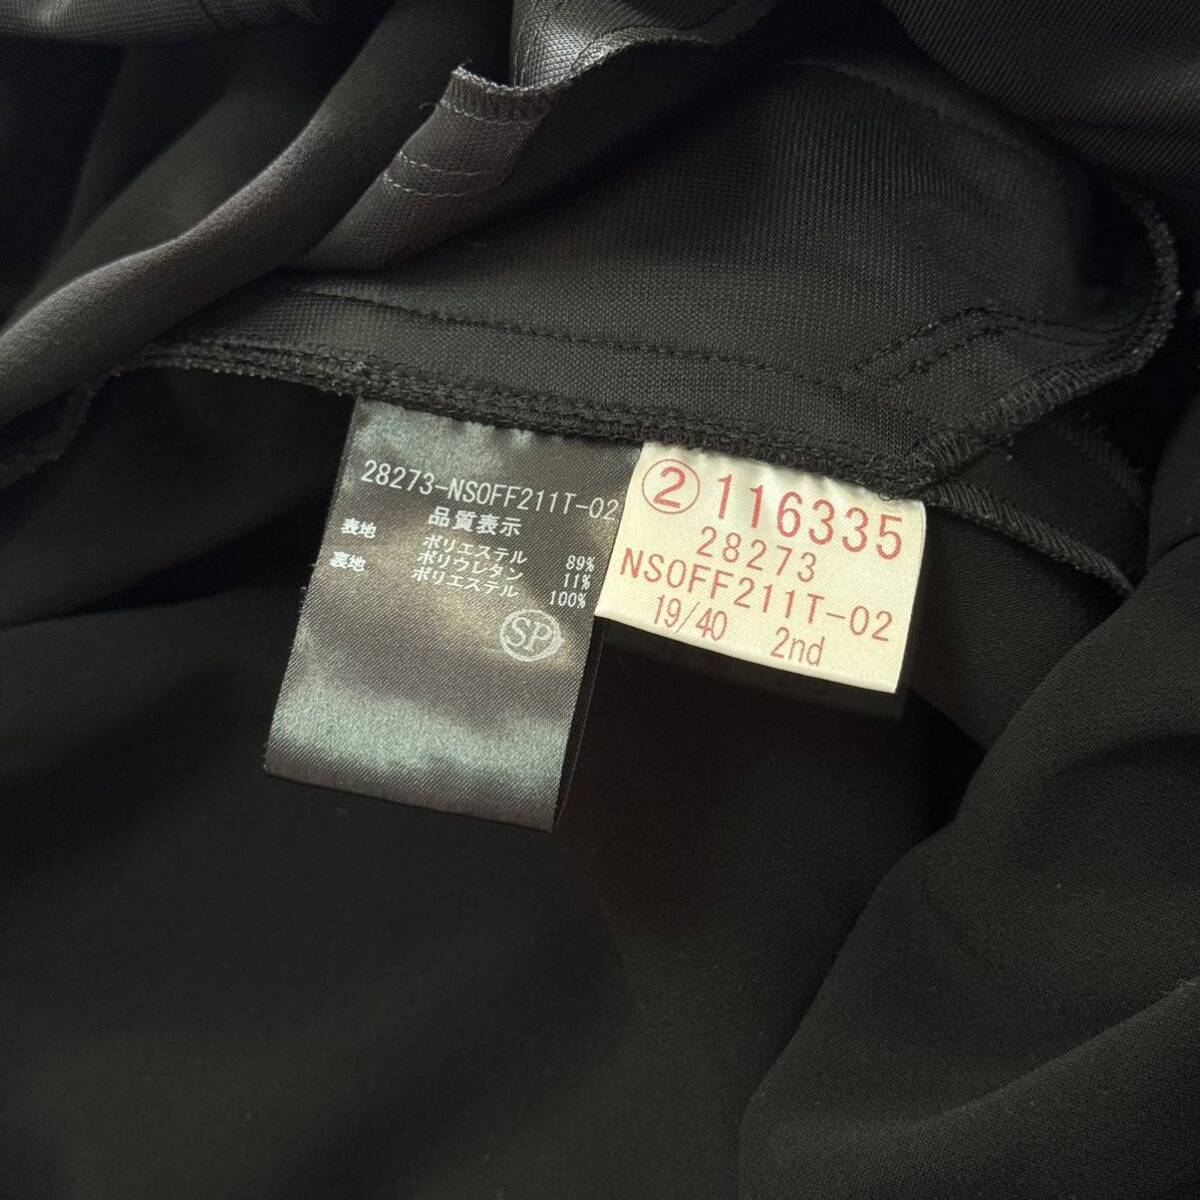 28273-NSOFF211T-02
品質表示
表地 ポリエステル 89%
ポリウレタン 11%
裏地 ポリエステル 100%
SP
② 116335
28273
NSOFF211T-02
19/40 2nd